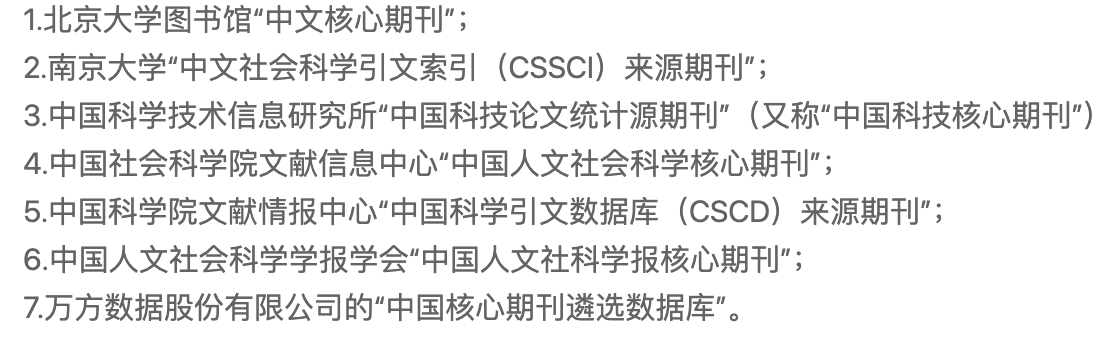 1.北京大学图书馆“中文核心期刊”；
2.南京大学“中文社会科学引文索引（CSSCI）来源期刊”；
3.中国科学技术信息研究所“中国科技论文统计源期刊”（又称“中国科技核心期刊”）
4.中国社会科学院文献信息中心“中国人文社会科学核心期刊”；
5.中国科学院文献情报中心“中国科学引文数据库（CSCD）来源期刊”；
6.中国人文社会科学学报学会“中国人文社科学报核心期刊”；
7.万方数据股份有限公司的“中国核心期刊遴选数据库”。